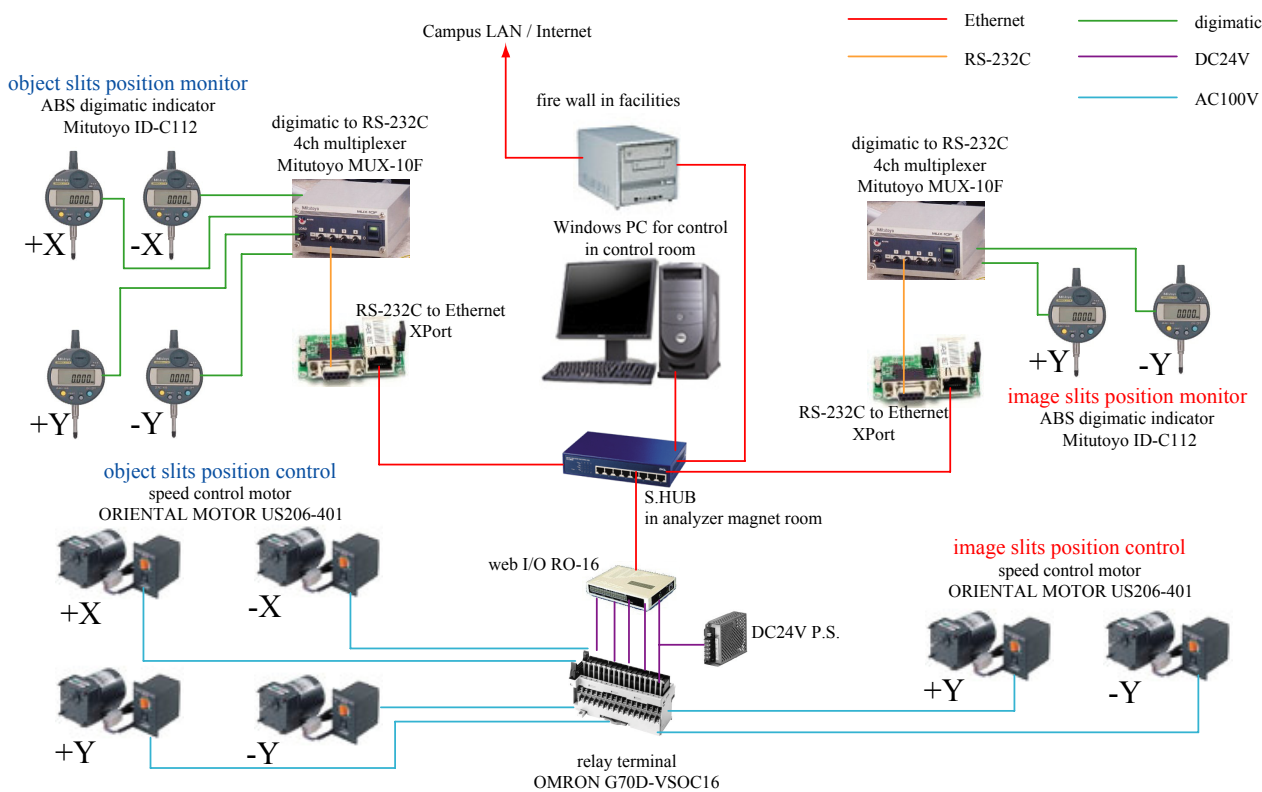 Ethernet
digimatic
RS-232C
DC24V
AC100V
Campus LAN / Internet
fire wall in facilities
object slits position monitor
ABS digimatic indicator
Mitutoyo ID-C112
digimatic to RS-232C
4ch multiplexer
Mitutoyo MUX-10F
digimatic to RS-232C
4ch multiplexer
Mitutoyo MUX-10F
Windows PC for control
in control room
+X
-X
+Y
-Y
RS-232C to Ethernet
XPort
RS-232C to Ethernet
XPort
+Y
-Y
image slits position monitor
ABS digimatic indicator
Mitutoyo ID-C112
S.HUB
in analyzer magnet room
object slits position control
speed control motor
ORIENTAL MOTOR US206-401
+X
-X
+Y
-Y
web I/O RO-16
DC24V P.S.
relay terminal
OMRON G70D-VSOC16
image slits position control
speed control motor
ORIENTAL MOTOR US206-401
+Y
-Y